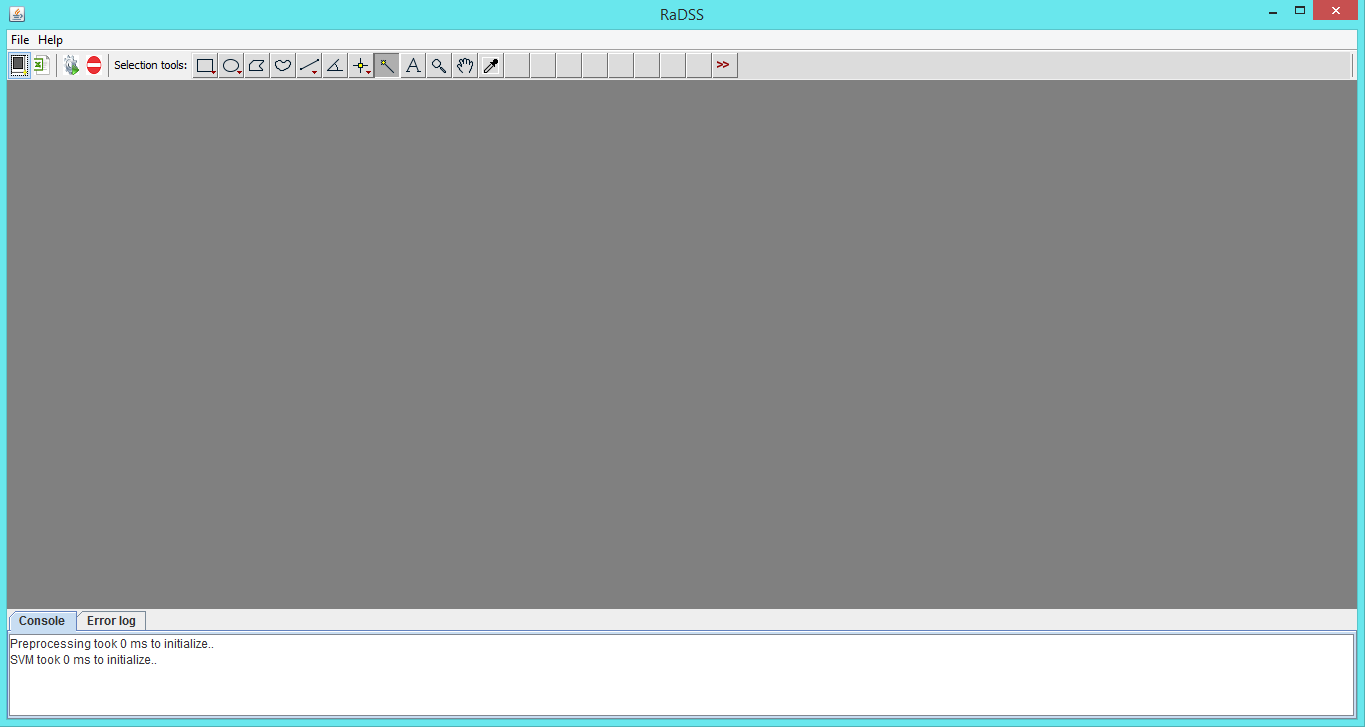 RaDSS
File Help
Selection tools: A >>
Console Error log
Preprocessing took 0 ms to initialize..
SVM took 0 ms to initialize..